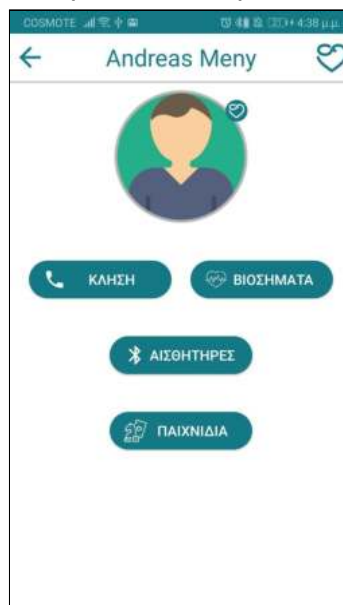 COSMOTE 4:38 μ.μ.
Andreas Meny
ΚΛΗΣΗ
ΒΙΟΣΗΜΑΤΑ
ΑΙΣΘΗΤΗΡΕΣ
ΠΑΙΧΝΙΔΙΑ